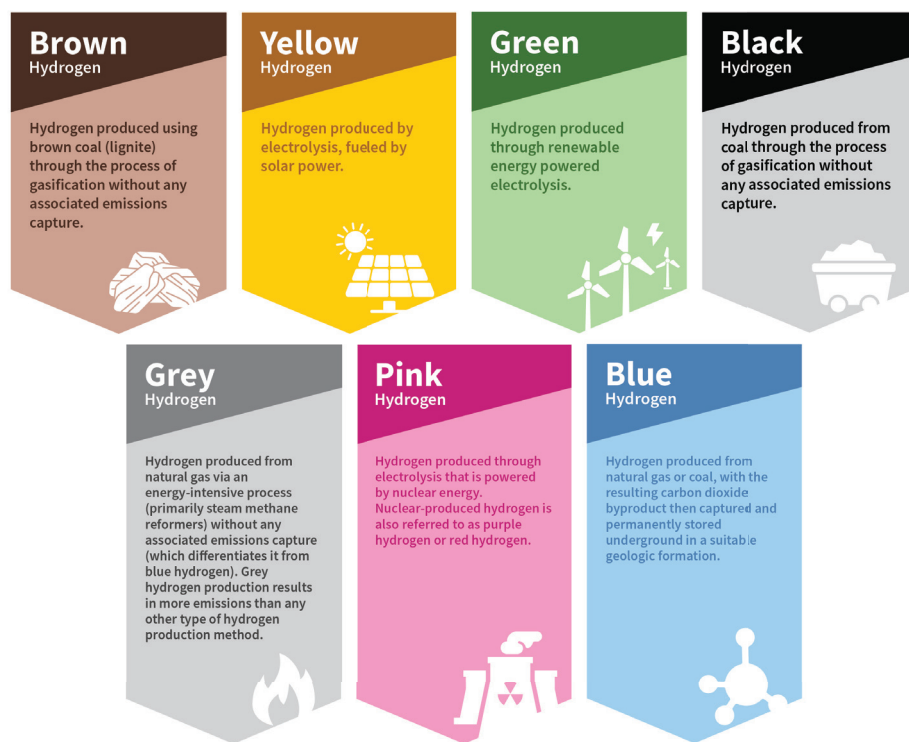 Brown
Hydrogen
Hydrogen produced using
brown coal (lignite)
through the process of
gasification without any
associated emissions
capture.
Yellow
Hydrogen
Hydrogen produced by
electrolysis, fueled by
solar power.
Green
Hydrogen
Hydrogen produced
through renewable
energy powered
electrolysis.
Black
Hydrogen
Hydrogen produced from
coal through the process
of gasification without
any associated emissions
capture.
Grey
Hydrogen
Hydrogen produced from
natural gas via an
energy-intensive process
(primarily steam methane
reformers) without any
associated emissions capture
(which differentiates it from
blue hydrogen). Grey
hydrogen production results
in more emissions than any
other type of hydrogen
production method.
Pink
Hydrogen
Hydrogen produced through
electrolysis that is powered
by nuclear energy.
Nuclear-produced hydrogen is
also referred to as purple
hydrogen or red hydrogen.
Blue
Hydrogen
Hydrogen produced from
natural gas or coal, with the
resulting carbon dioxide
byproduct then captured and
permanently stored
underground in a suitable
geologic formation.